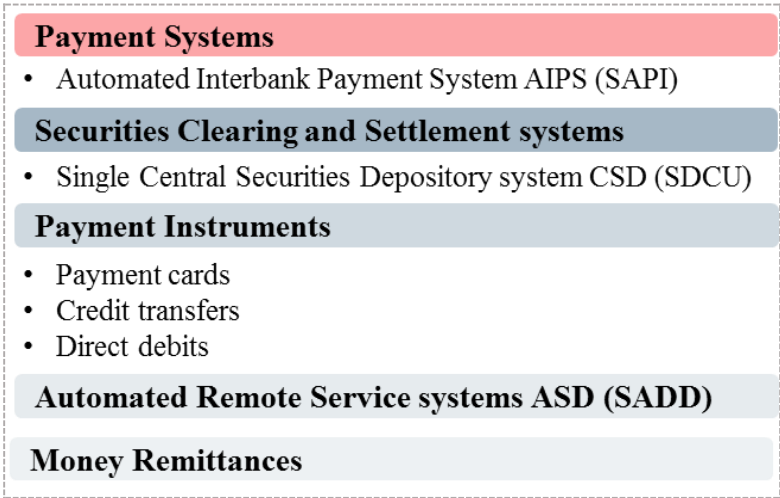 Payment Systems
• Automated Interbank Payment System AIPS (SAPI)
Securities Clearing and Settlement systems
• Single Central Securities Depository system CSD (SDCU)
Payment Instruments
• Payment cards
• Credit transfers
• Direct debits
Automated Remote Service systems ASD (SADD)
Money Remittances